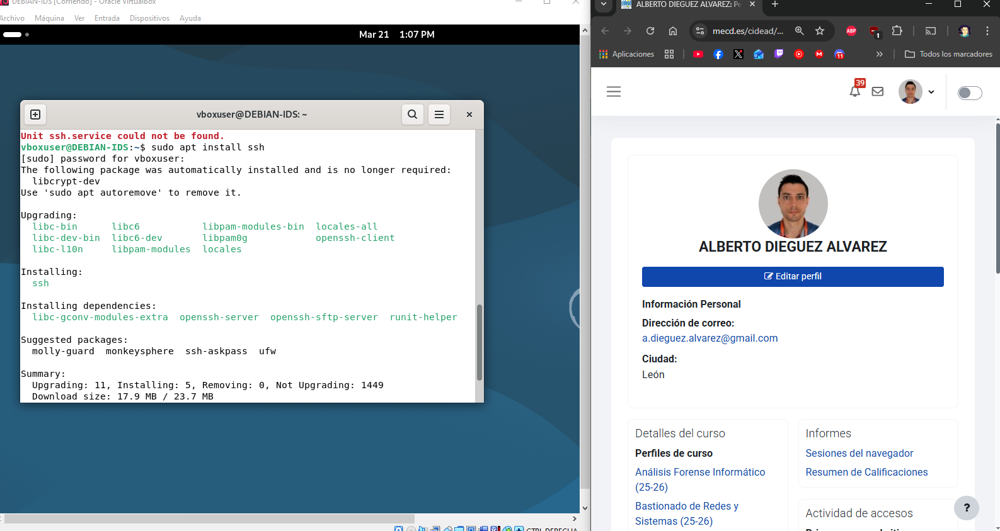 DEBIAN-IDS [Corriendo] - Oracle VirtualBox
Archivo Máquina Ver Entrada Dispositivos Ayuda
Mar 21 1:07 PM
vboxuser@DEBIAN-IDS: ~
Unit ssh.service could not be found.
vboxuser@DEBIAN-IDS:~$ sudo apt install ssh
[sudo] password for vboxuser:
The following package was automatically installed and is no longer required:
libcrypt-dev
Use 'sudo apt autoremove' to remove it.
Upgrading:
libc-bin libc6 libpam-modules-bin locales-all
libc-dev-bin libc6-dev libpam0g openssh-client
libc-l10n libpam-modules locales
Installing:
ssh
Installing dependencies:
libc-gconv-modules-extra openssh-server openssh-sftp-server runit-helper
Suggested packages:
molly-guard monkeysphere ssh-askpass ufw
Summary:
Upgrading: 11, Installing: 5, Removing: 0, Not Upgrading: 1449
Download size: 17.9 MB / 23.7 MB
CTRL DERECHA
ALBERTO DIEGUEZ ALVAREZ: Pe
mecd.es/cidead/...
ABP
1
Aplicaciones
11
» Todos los marcadores
39
ALBERTO DIEGUEZ ALVAREZ
Editar perfil
Información Personal
Dirección de correo:
a.dieguez.alvarez@gmail.com
Ciudad:
León
Detalles del curso
Perfiles de curso
Análisis Forense Informático
(25-26)
Bastionado de Redes y
Sistemas (25-26)
Informes
Sesiones del navegador
Resumen de Calificaciones
Actividad de accesos
?